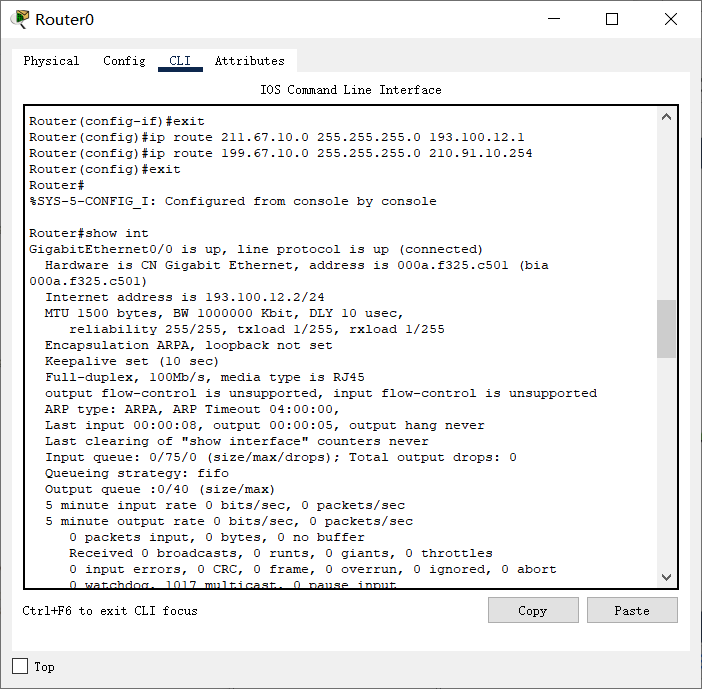 Router0
Physical Config CLI Attributes
IOS Command Line Interface
Router(config-if)#exit
Router(config)#ip route 211.67.10.0 255.255.255.0 193.100.12.1
Router(config)#ip route 199.67.10.0 255.255.255.0 210.91.10.254
Router(config)#exit
Router#
%SYS-5-CONFIG_I: Configured from console by console
Router#show int
GigabitEthernet0/0 is up, line protocol is up (connected)
Hardware is CN Gigabit Ethernet, address is 000a.f325.c501 (bia
000a.f325.c501)
Internet address is 193.100.12.2/24
MTU 1500 bytes, BW 1000000 Kbit, DLY 10 usec,
reliability 255/255, txload 1/255, rxload 1/255
Encapsulation ARPA, loopback not set
Keepalive set (10 sec)
Full-duplex, 100Mb/s, media type is RJ45
output flow-control is unsupported, input flow-control is unsupported
ARP type: ARPA, ARP Timeout 04:00:00,
Last input 00:00:08, output 00:00:05, output hang never
Last clearing of "show interface" counters never
Input queue: 0/75/0 (size/max/drops); Total output drops: 0
Queueing strategy: fifo
Output queue :0/40 (size/max)
5 minute input rate 0 bits/sec, 0 packets/sec
5 minute output rate 0 bits/sec, 0 packets/sec
0 packets input, 0 bytes, 0 no buffer
Received 0 broadcasts, 0 runts, 0 giants, 0 throttles
0 input errors, 0 CRC, 0 frame, 0 overrun, 0 ignored, 0 abort
0 watchdog, 1017 multicast, 0 pause input
Ctrl+F6 to exit CLI focus
Copy Paste
Top